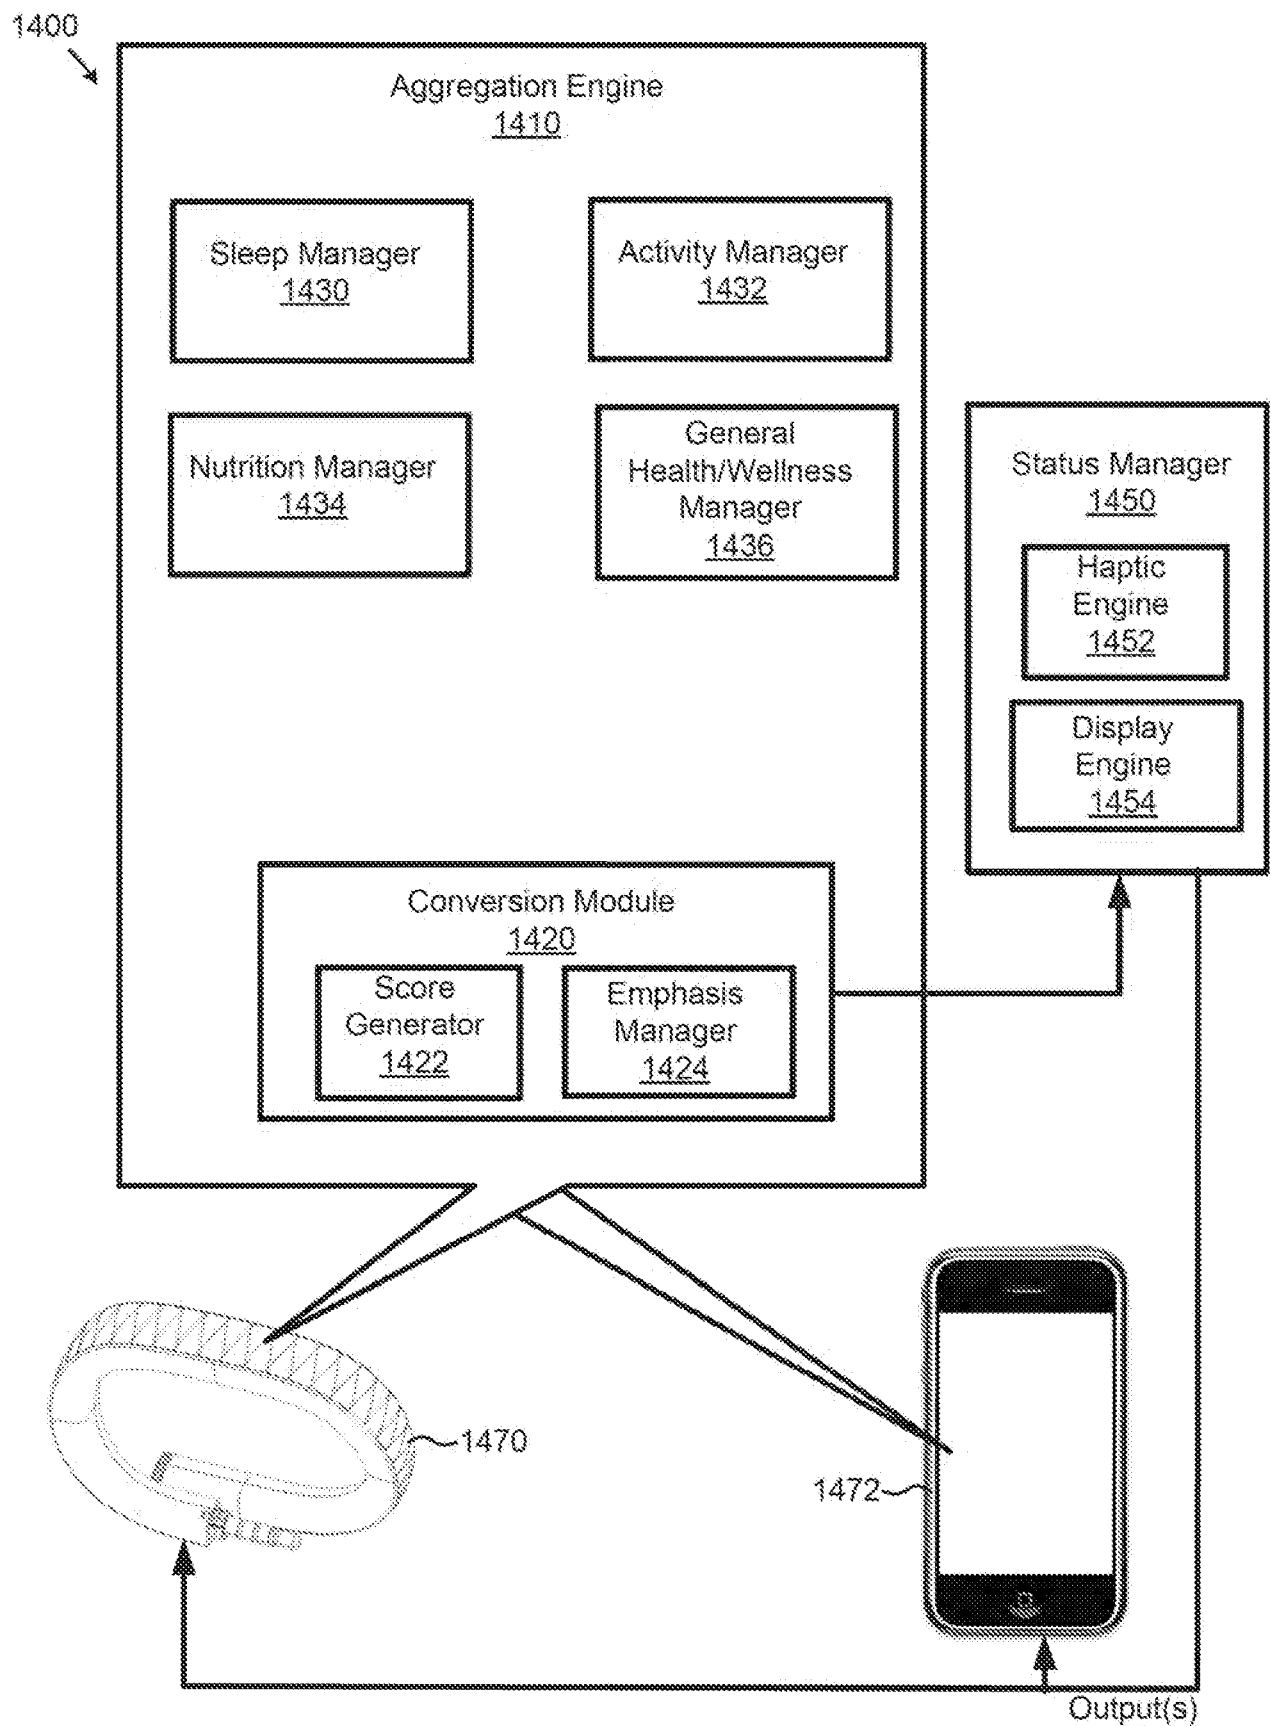 1400
Aggregation Engine
1410
Sleep Manager
1430
Activity Manager
1432
Nutrition Manager
1434
General
Health/Wellness
Manager
1436
Status Manager
1450
Haptic
Engine
1452
Display
Engine
1454
Conversion Module
1420
Score
Generator
1422
Emphasis
Manager
1424
1470
1472
Output(s)